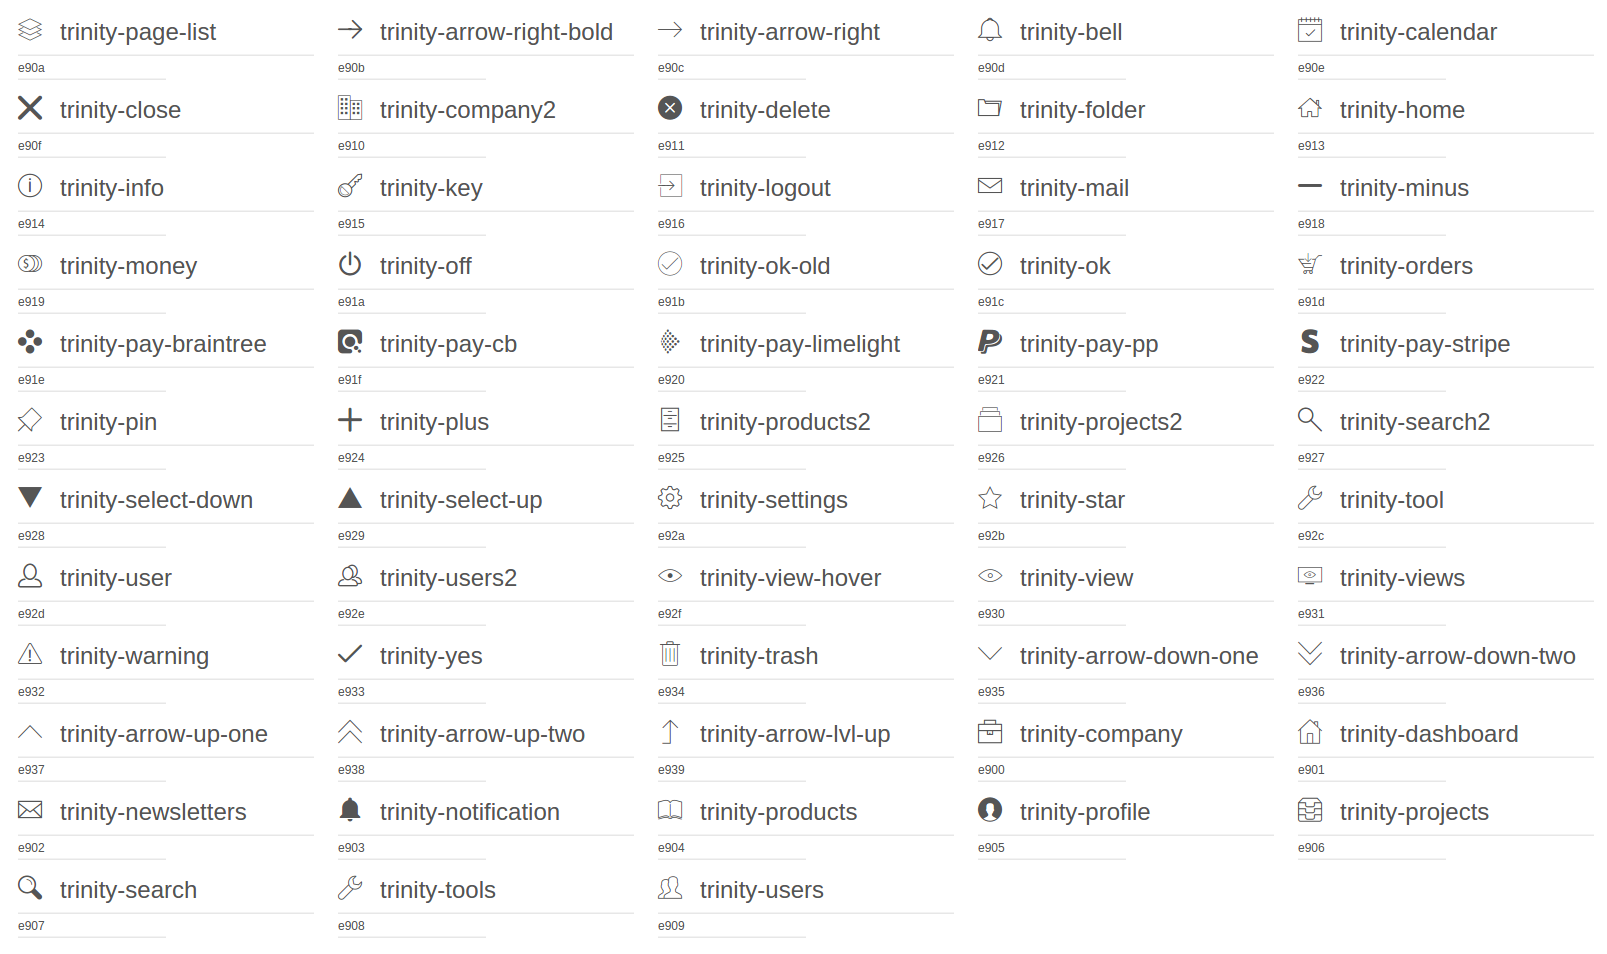 trinity-page-list
trinity-arrow-right-bold
trinity-arrow-right
trinity-bell
trinity-calendar
e90a
e90b
e90c
e90d
e90e
trinity-close
trinity-company2
trinity-delete
trinity-folder
trinity-home
e90f
e910
e911
e912
e913
trinity-info
trinity-key
trinity-logout
trinity-mail
trinity-minus
e914
e915
e916
e917
e918
trinity-money
trinity-off
trinity-ok-old
trinity-ok
trinity-orders
e919
e91a
e91b
e91c
e91d
trinity-pay-braintree
trinity-pay-cb
trinity-pay-limelight
trinity-pay-pp
trinity-pay-stripe
e91e
e91f
e920
e921
e922
trinity-pin
trinity-plus
trinity-products2
trinity-projects2
trinity-search2
e923
e924
e925
e926
e927
trinity-select-down
trinity-select-up
trinity-settings
trinity-star
trinity-tool
e928
e929
e92a
e92b
e92c
trinity-user
trinity-users2
trinity-view-hover
trinity-view
trinity-views
e92d
e92e
e92f
e930
e931
trinity-warning
trinity-yes
trinity-trash
trinity-arrow-down-one
trinity-arrow-down-two
e932
e933
e934
e935
e936
trinity-arrow-up-one
trinity-arrow-up-two
trinity-arrow-lvl-up
trinity-company
trinity-dashboard
e937
e938
e939
e900
e901
trinity-newsletters
trinity-notification
trinity-products
trinity-profile
trinity-projects
e902
e903
e904
e905
e906
trinity-search
trinity-tools
trinity-users
e907
e908
e909